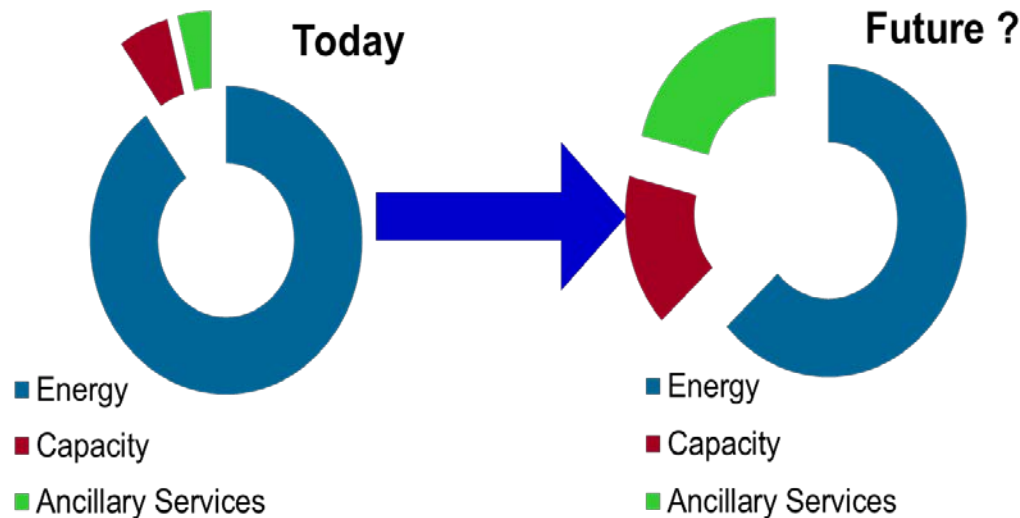 Today
Future ?
Energy
Capacity
Ancillary Services
Energy
Capacity
Ancillary Services